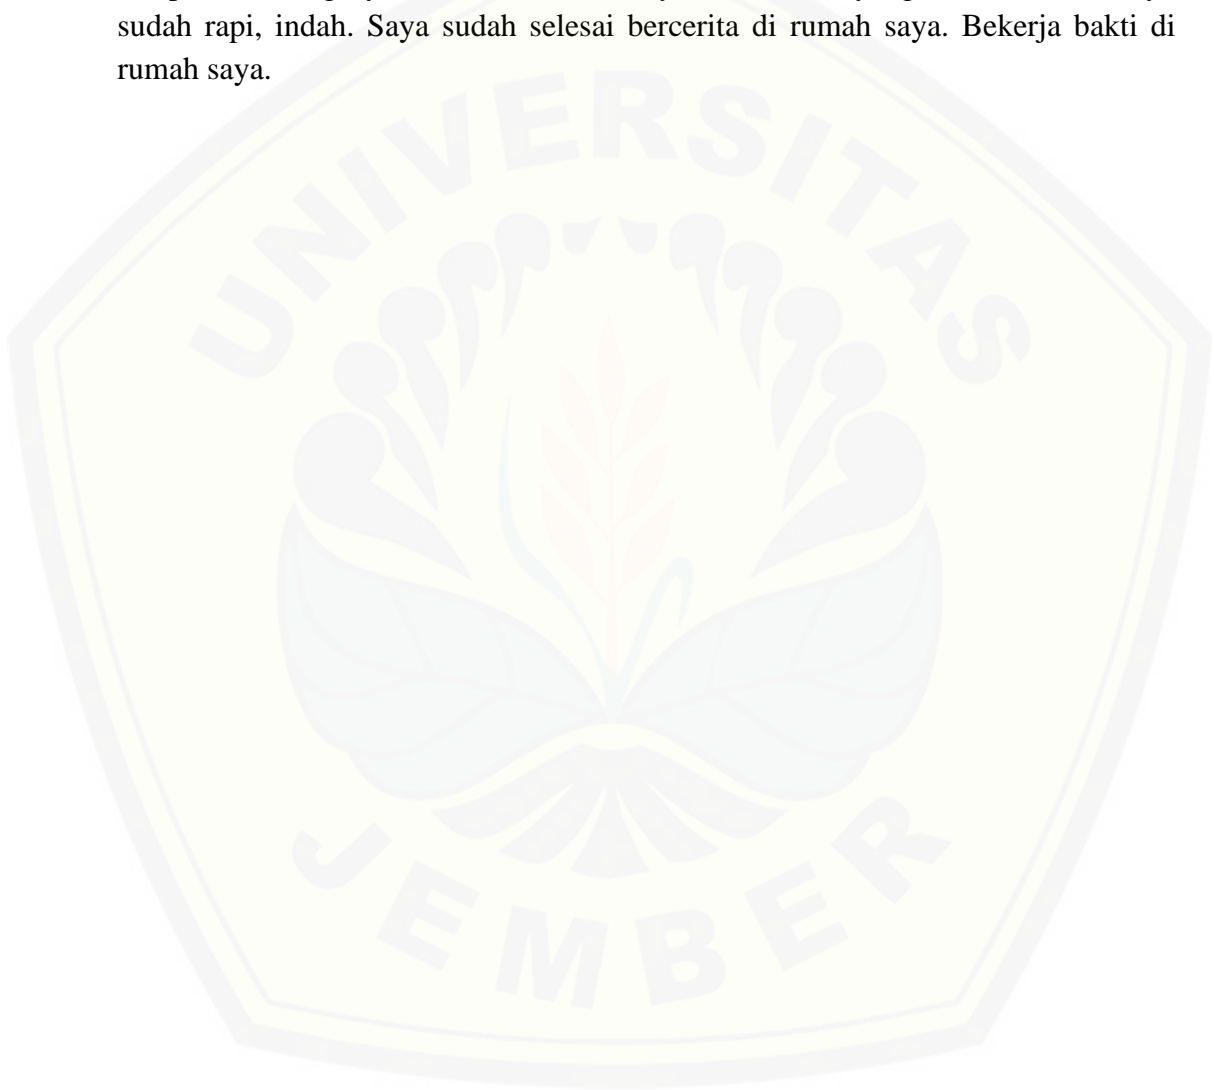 sudah rapi, indah. Saya sudah selesai bercerita di rumah saya. Bekerja bakti di
rumah saya.
UNIVERSITAS
JEMBER